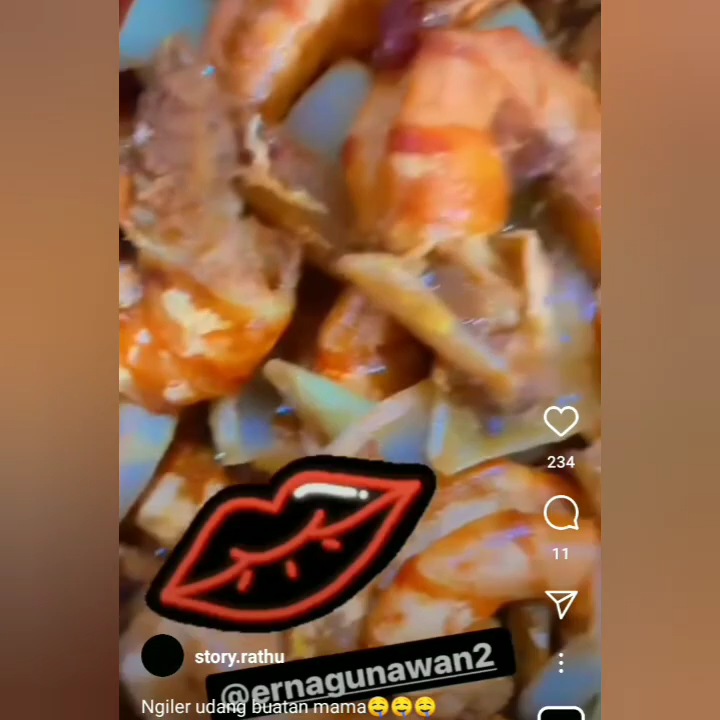 234
11
story.rathu
@ernagunawan2
Ngiler udang buatan mama🤤🤤🤤